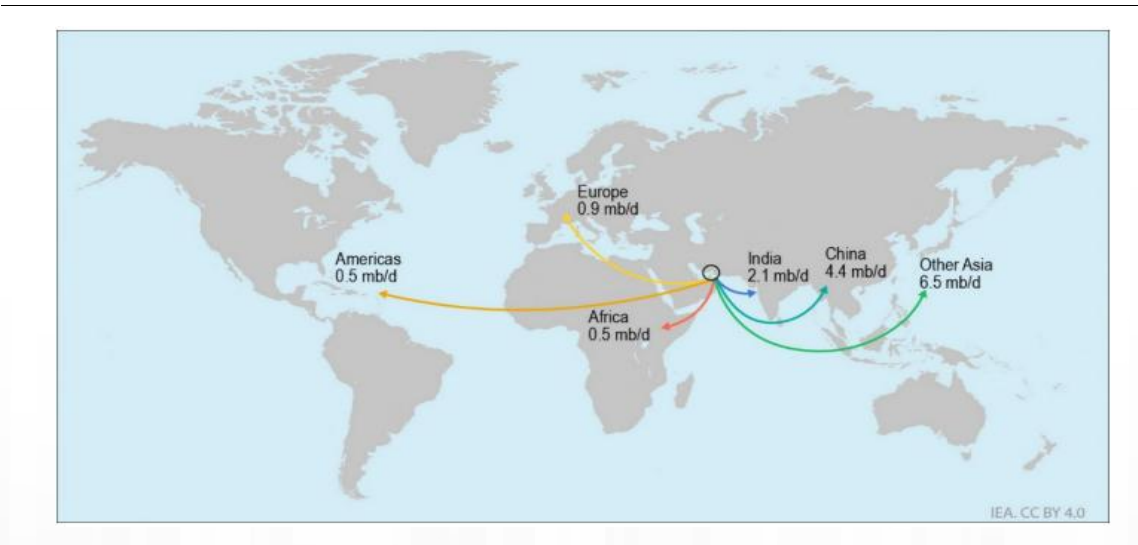 Europe
0.9 mb/d
Americas
0.5 mb/d
India
2.1 mb/d
China
4.4 mb/d
Other Asia
6.5 mb/d
Africa
0.5 mb/d
IEA. CC BY 4.0